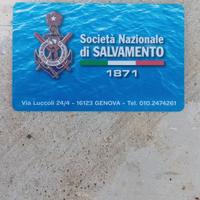 Società Nazionale
di SALVAMENTO
1871
Via Luccoli 24/4 - 16123 GENOVA - Tel. 010.2474261